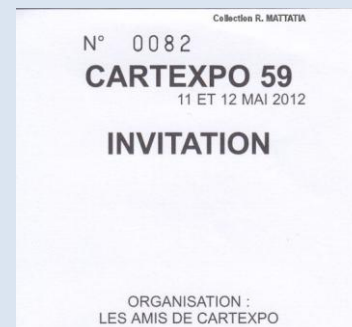 Collection R. MATTATIA
N° 0082
CARTEXPO 59
11 ET 12 MAI 2012
INVITATION
ORGANISATION :
LES AMIS DE CARTEXPO